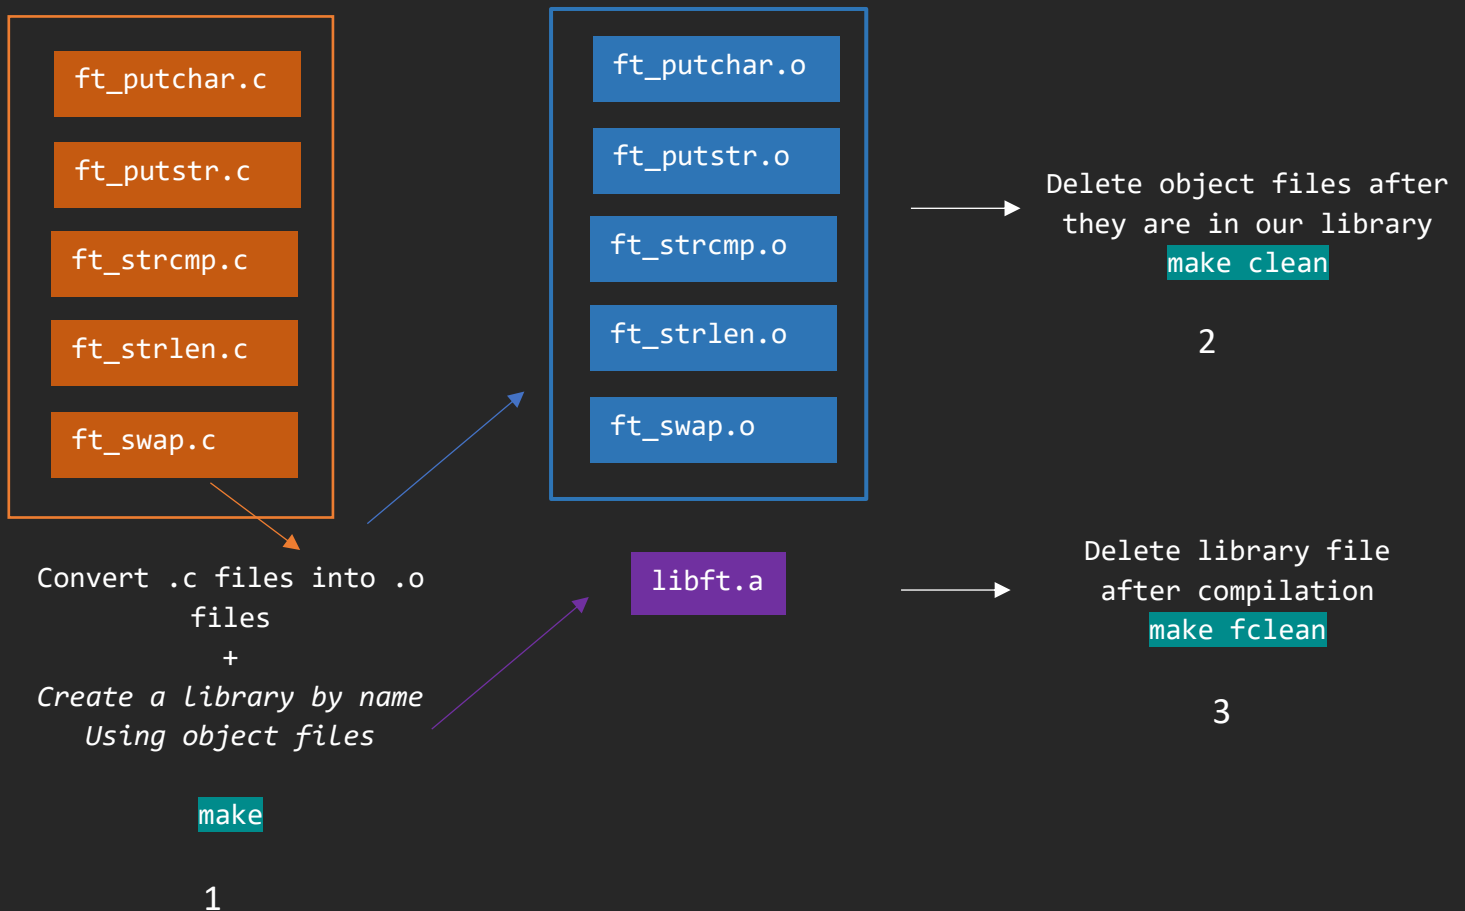 ft_putchar.c
ft_putstr.c
ft_strcmp.c
ft_strlen.c
ft_swap.c
Convert .c files into .o
files
+
Create a library by name
Using object files
make
1
ft_putchar.o
ft_putstr.o
ft_strcmp.o
ft_strlen.o
ft_swap.o
libft.a
Delete object files after
they are in our library
make clean
2
Delete library file
after compilation
make fclean
3